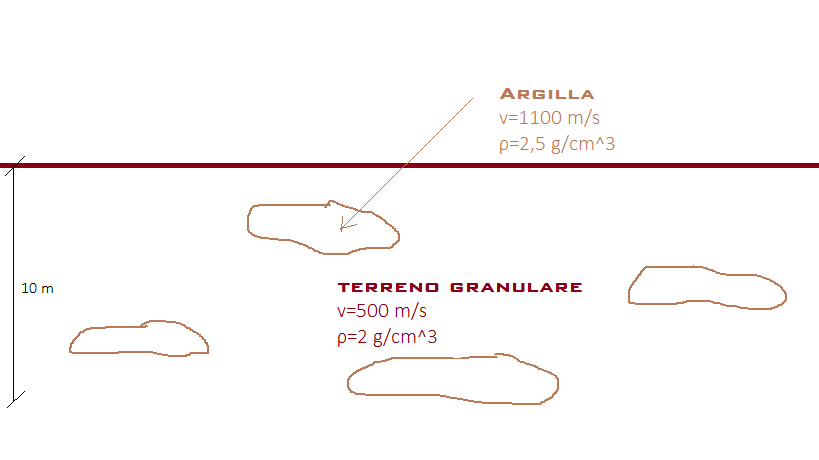 Argilla
v=1100 m/s
ρ=2,5 g/cm^3
10 m
terreno granulare
v=500 m/s
ρ=2 g/cm^3